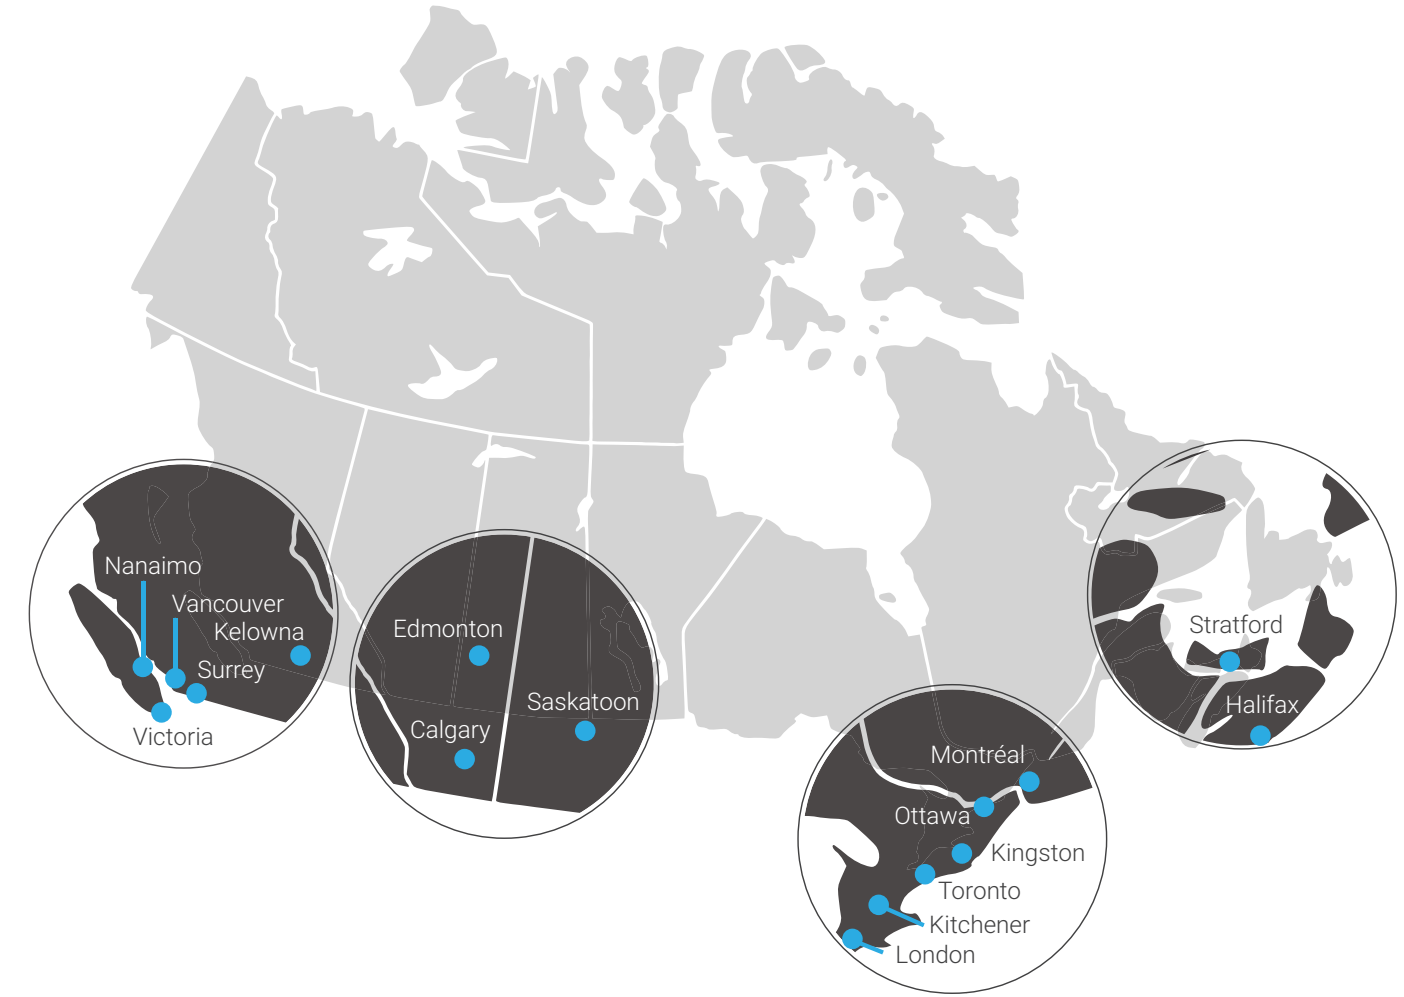 Nanaimo
Vancouver
Kelowna
Surrey
Victoria
Edmonton
Saskatoon
Calgary
Montréal
Ottawa
Kingston
Toronto
Kitchener
London
Stratford
Halifax